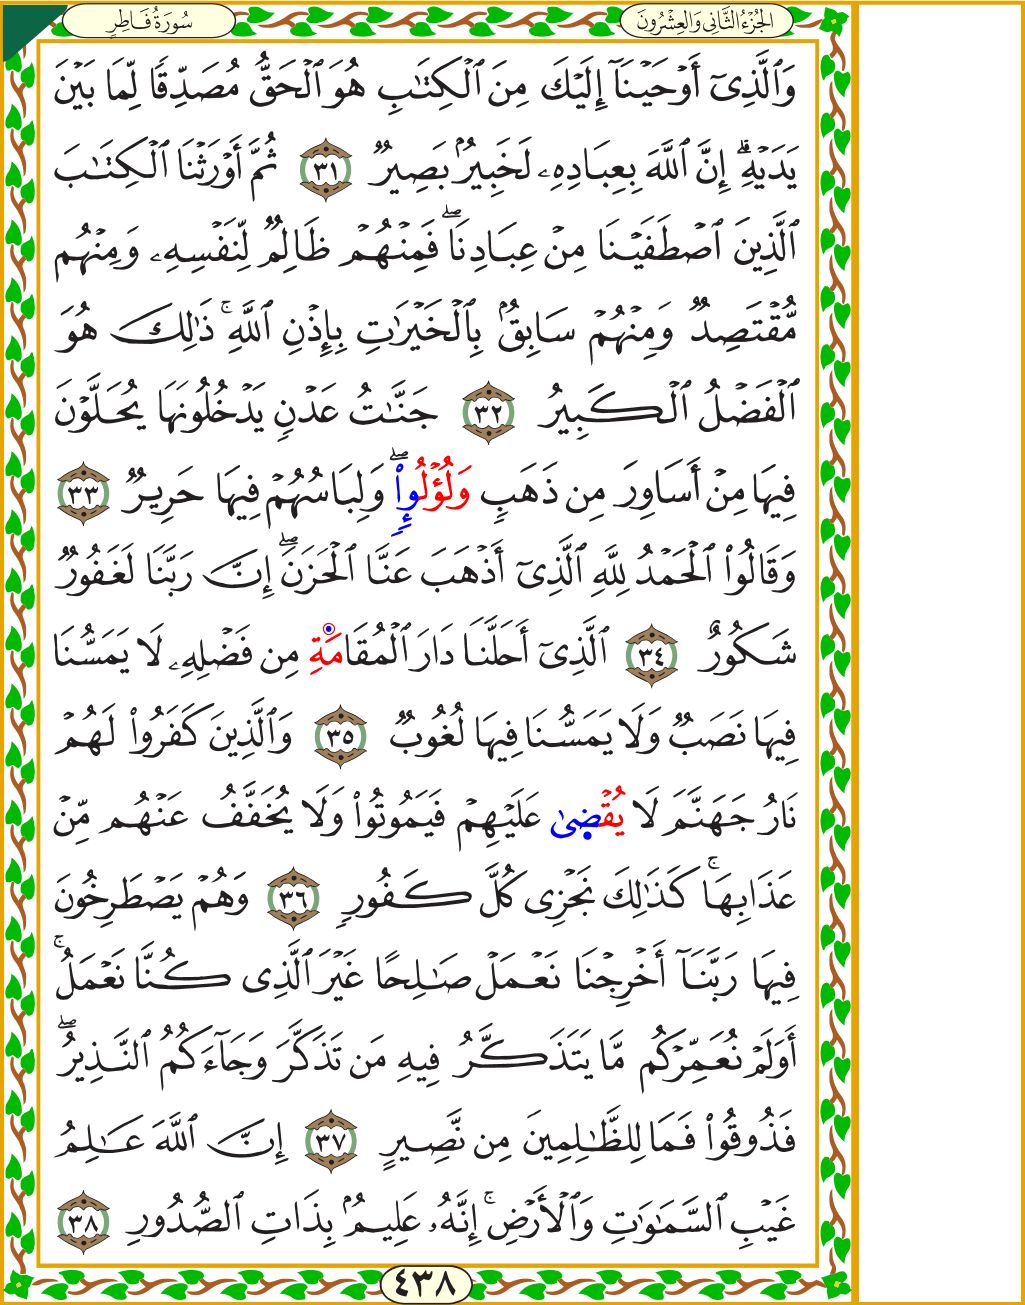 سُورَةُ فَاطِرٍ
الجُزْءُ الثَّانِي وَالعِشْرُونَ
وَٱلَّذِىٓ أَوْحَيْنَآ إِلَيْكَ مِنَ ٱلْكِتَـٰبِ هُوَ ٱلْحَقُّ مُصَدِّقًا لِّمَا بَيْنَ
يَدَيْهِ ۗ إِنَّ ٱللَّهَ بِعِبَادِهِۦ لَخَبِيرٌۢ بَصِيرٌ ٣١ ثُمَّ أَوْرَثْنَا ٱلْكِتَـٰبَ
ٱلَّذِينَ ٱصْطَفَيْنَا مِنْ عِبَادِنَا ۖ فَمِنْهُمْ ظَالِمٌ لِّنَفْسِهِۦ وَمِنْهُم
مُّقْتَصِدٌ وَمِنْهُمْ سَابِقٌۢ بِٱلْخَيْرَٰتِ بِإِذْنِ ٱللَّهِ ۚ ذَٰلِكَ هُوَ
ٱلْفَضْلُ ٱلْكَبِيرُ ٣٢ جَنَّـٰتُ عَدْنٍ يَدْخُلُونَهَا يُحَلَّوْنَ
فِيهَا مِنْ أَسَاوِرَ مِن ذَهَبٍ وَلُؤْلُوإٍ ۖ وَلِبَاسُهُمْ فِيهَا حَرِيرٌ ٣٣
وَقَالُوا۟ ٱلْحَمْدُ لِلَّهِ ٱلَّذِىٓ أَذْهَبَ عَنَّا ٱلْحَزَنَ ۖ إِنَّ رَبَّنَا لَغَفُورٌ
شَكُورٌ ٣٤ ٱلَّذِىٓ أَحَلَّنَا دَارَ ٱلْمُقَامَةِ مِن فَضْلِهِۦ لَا يَمَسُّنَا
فِيهَا نَصَبٌ وَلَا يَمَسُّنَا فِيهَا لُغُوبٌ ٣٥ وَٱلَّذِينَ كَفَرُوا۟ لَهُمْ
نَارُ جَهَنَّمَ لَا يُقْضِىٰ عَلَيْهِمْ فَيَمُوتُوا۟ وَلَا يُخَفَّفُ عَنْهُم مِّنْ
عَذَابِهَا ۚ كَذَٰلِكَ نَجْزِى كُلَّ كَفُورٍ ٣٦ وَهُمْ يَصْطَرِخُونَ
فِيهَا رَبَّنَآ أَخْرِجْنَا نَعْمَلْ صَـٰلِحًا غَيْرَ ٱلَّذِى كُنَّا نَعْمَلُ ۚ
أَوَلَمْ نُعَمِّرْكُم مَّا يَتَذَكَّرُ فِيهِ مَن تَذَكَّرَ وَجَآءَكُمُ ٱلنَّذِيرُ ۖ
فَذُوقُوا۟ فَمَا لِلظَّـٰلِمِينَ مِن نَّصِيرٍ ٣٧ إِنَّ ٱللَّهَ عَـٰلِمُ
غَيْبِ ٱلسَّمَـٰوَٰتِ وَٱلْأَرْضِ ۚ إِنَّهُۥ عَلِيمٌۢ بِذَاتِ ٱلصُّدُورِ ٣٨
٤٣٨